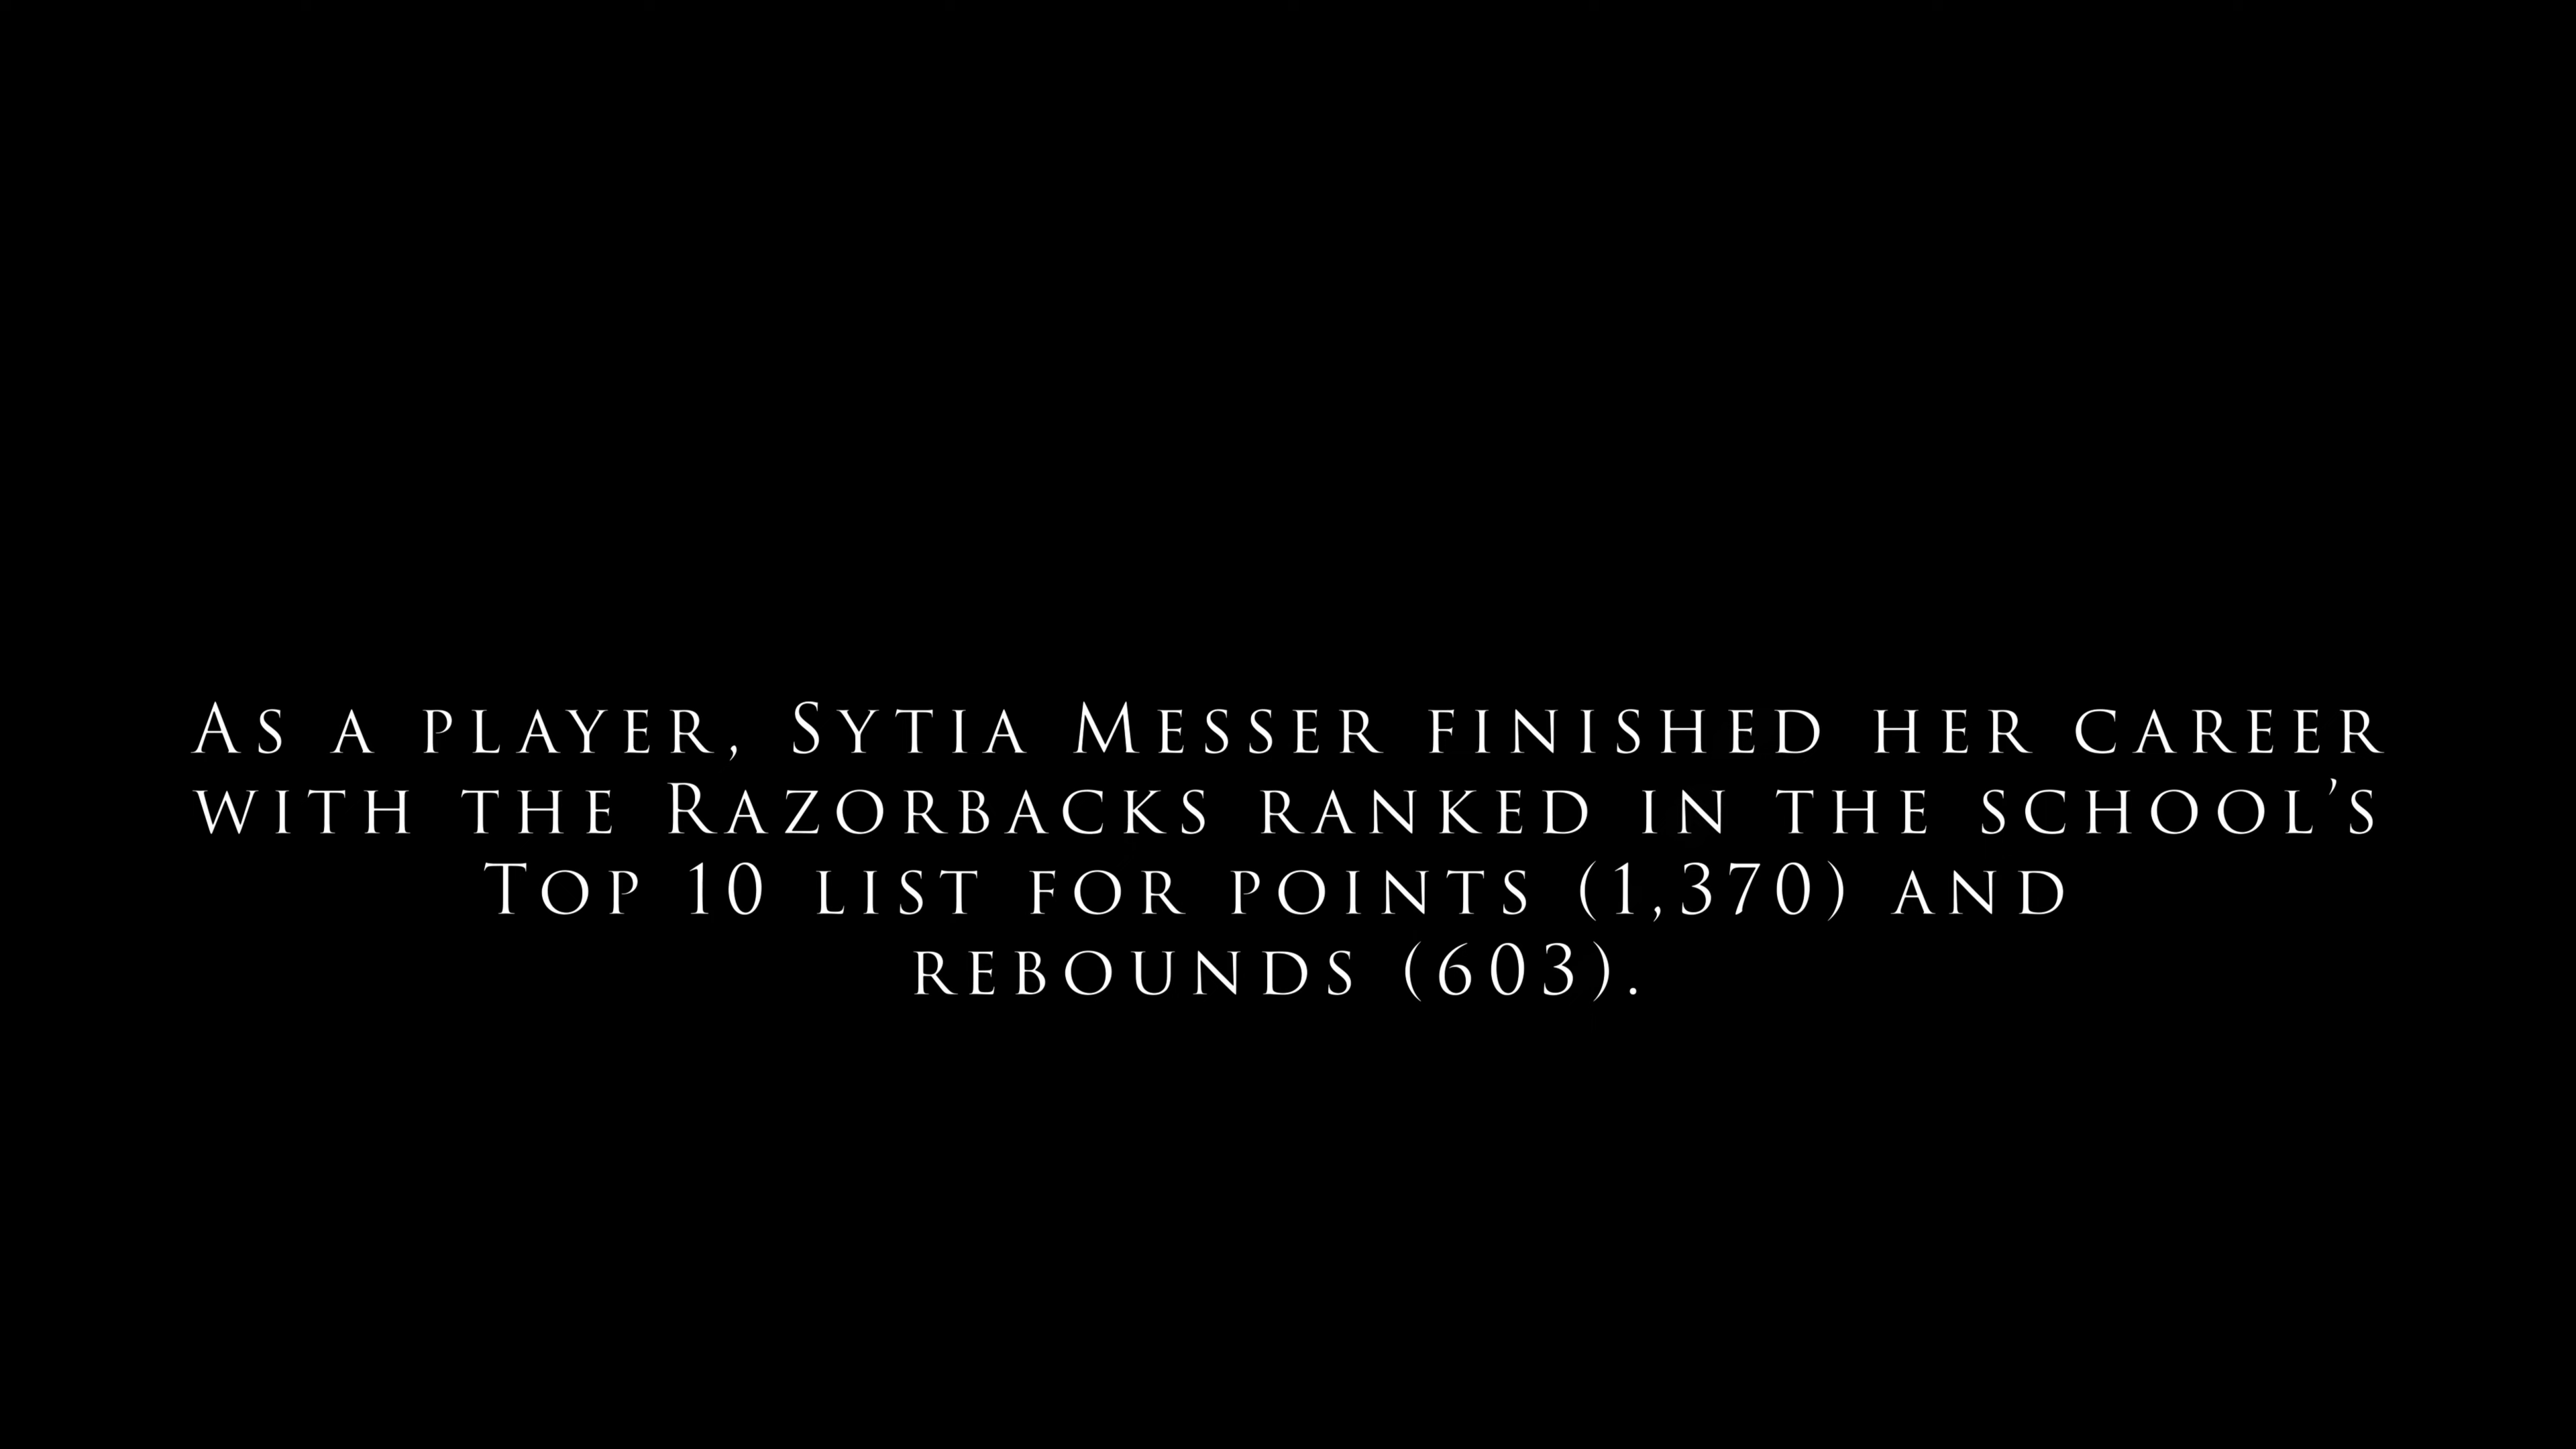 As a player, Sytia Messer finished her career
with the Razorbacks ranked in the school’s
Top 10 list for points (1,370) and
rebounds (603).